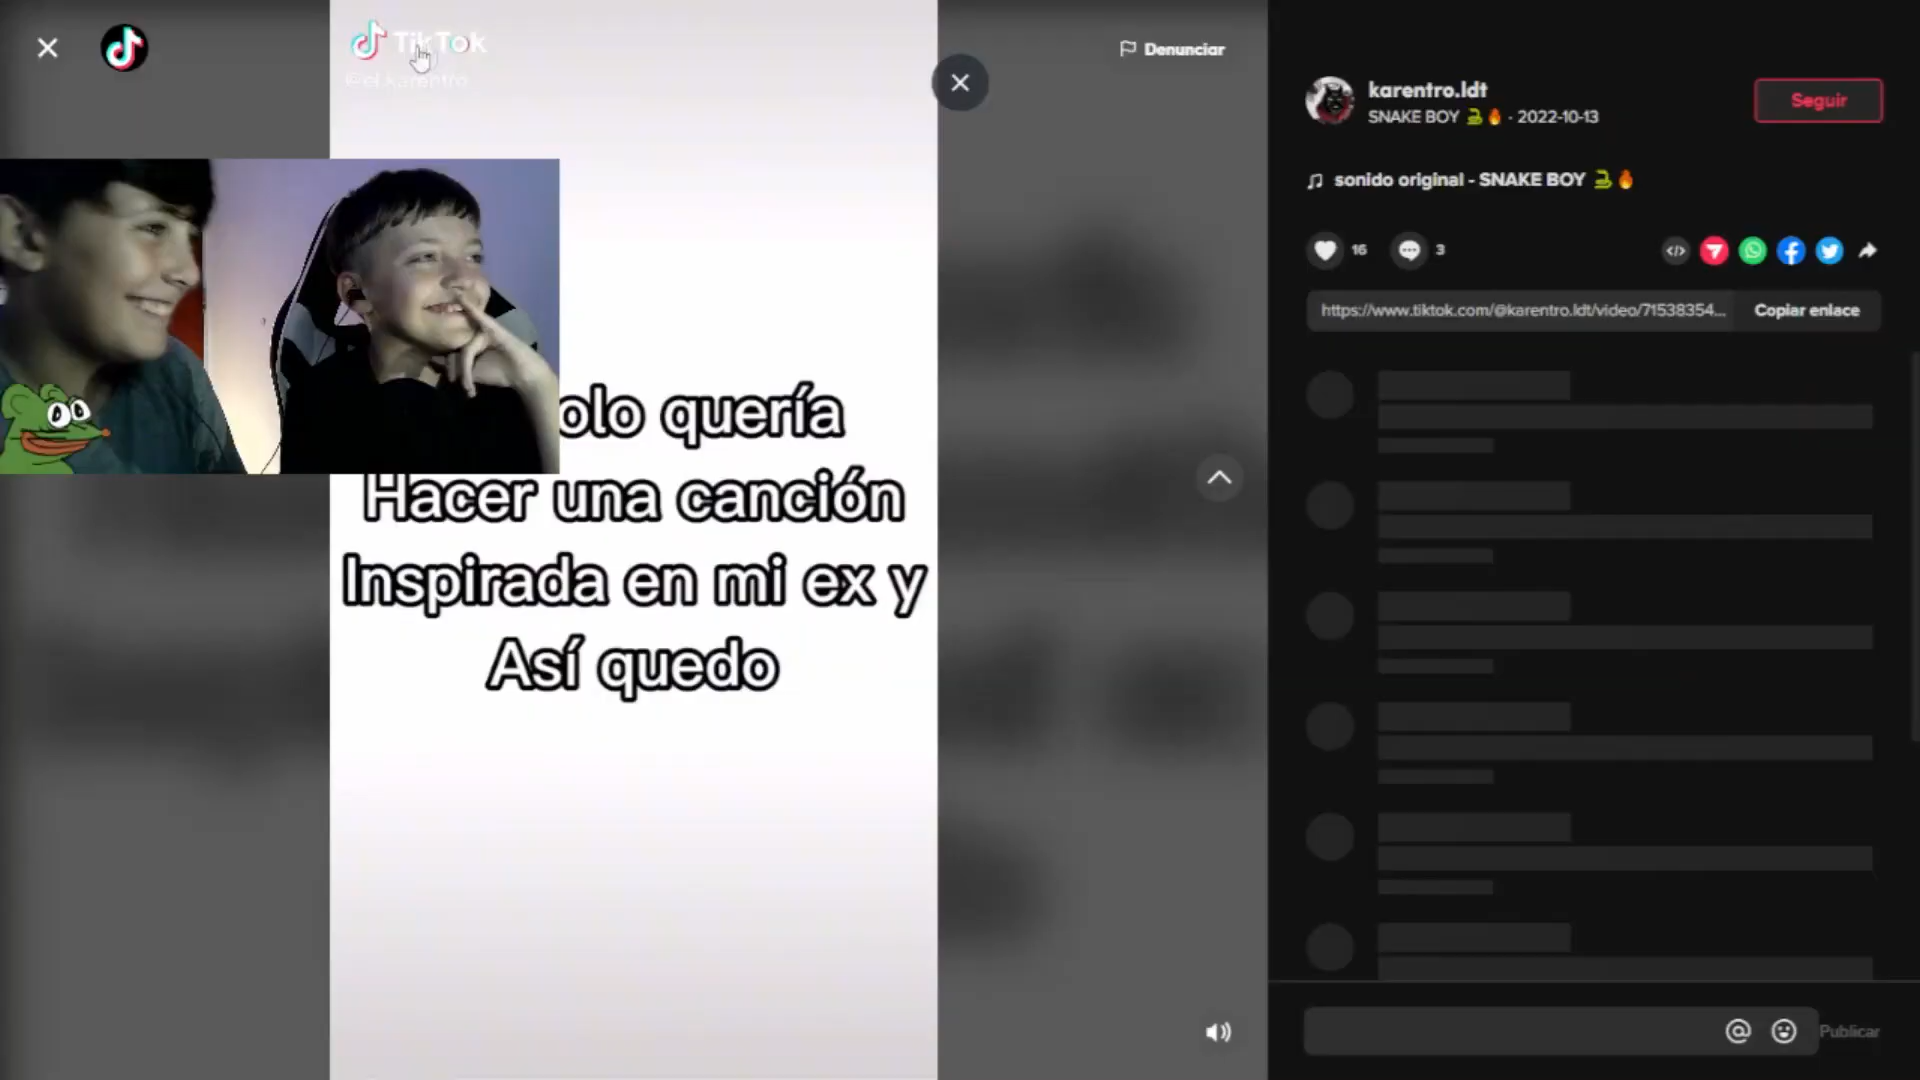 TikTok
@el.karentro
Denunciar
olo quería
Hacer una canción
Inspirada en mi ex y
Así quedo
karentro.ldt
SNAKE BOY 🐍🔥 · 2022-10-13
Seguir
sonido original - SNAKE BOY 🐍🔥
16
3
https://www.tiktok.com/@karentro.ldt/video/71538354...
Copiar enlace
Publicar